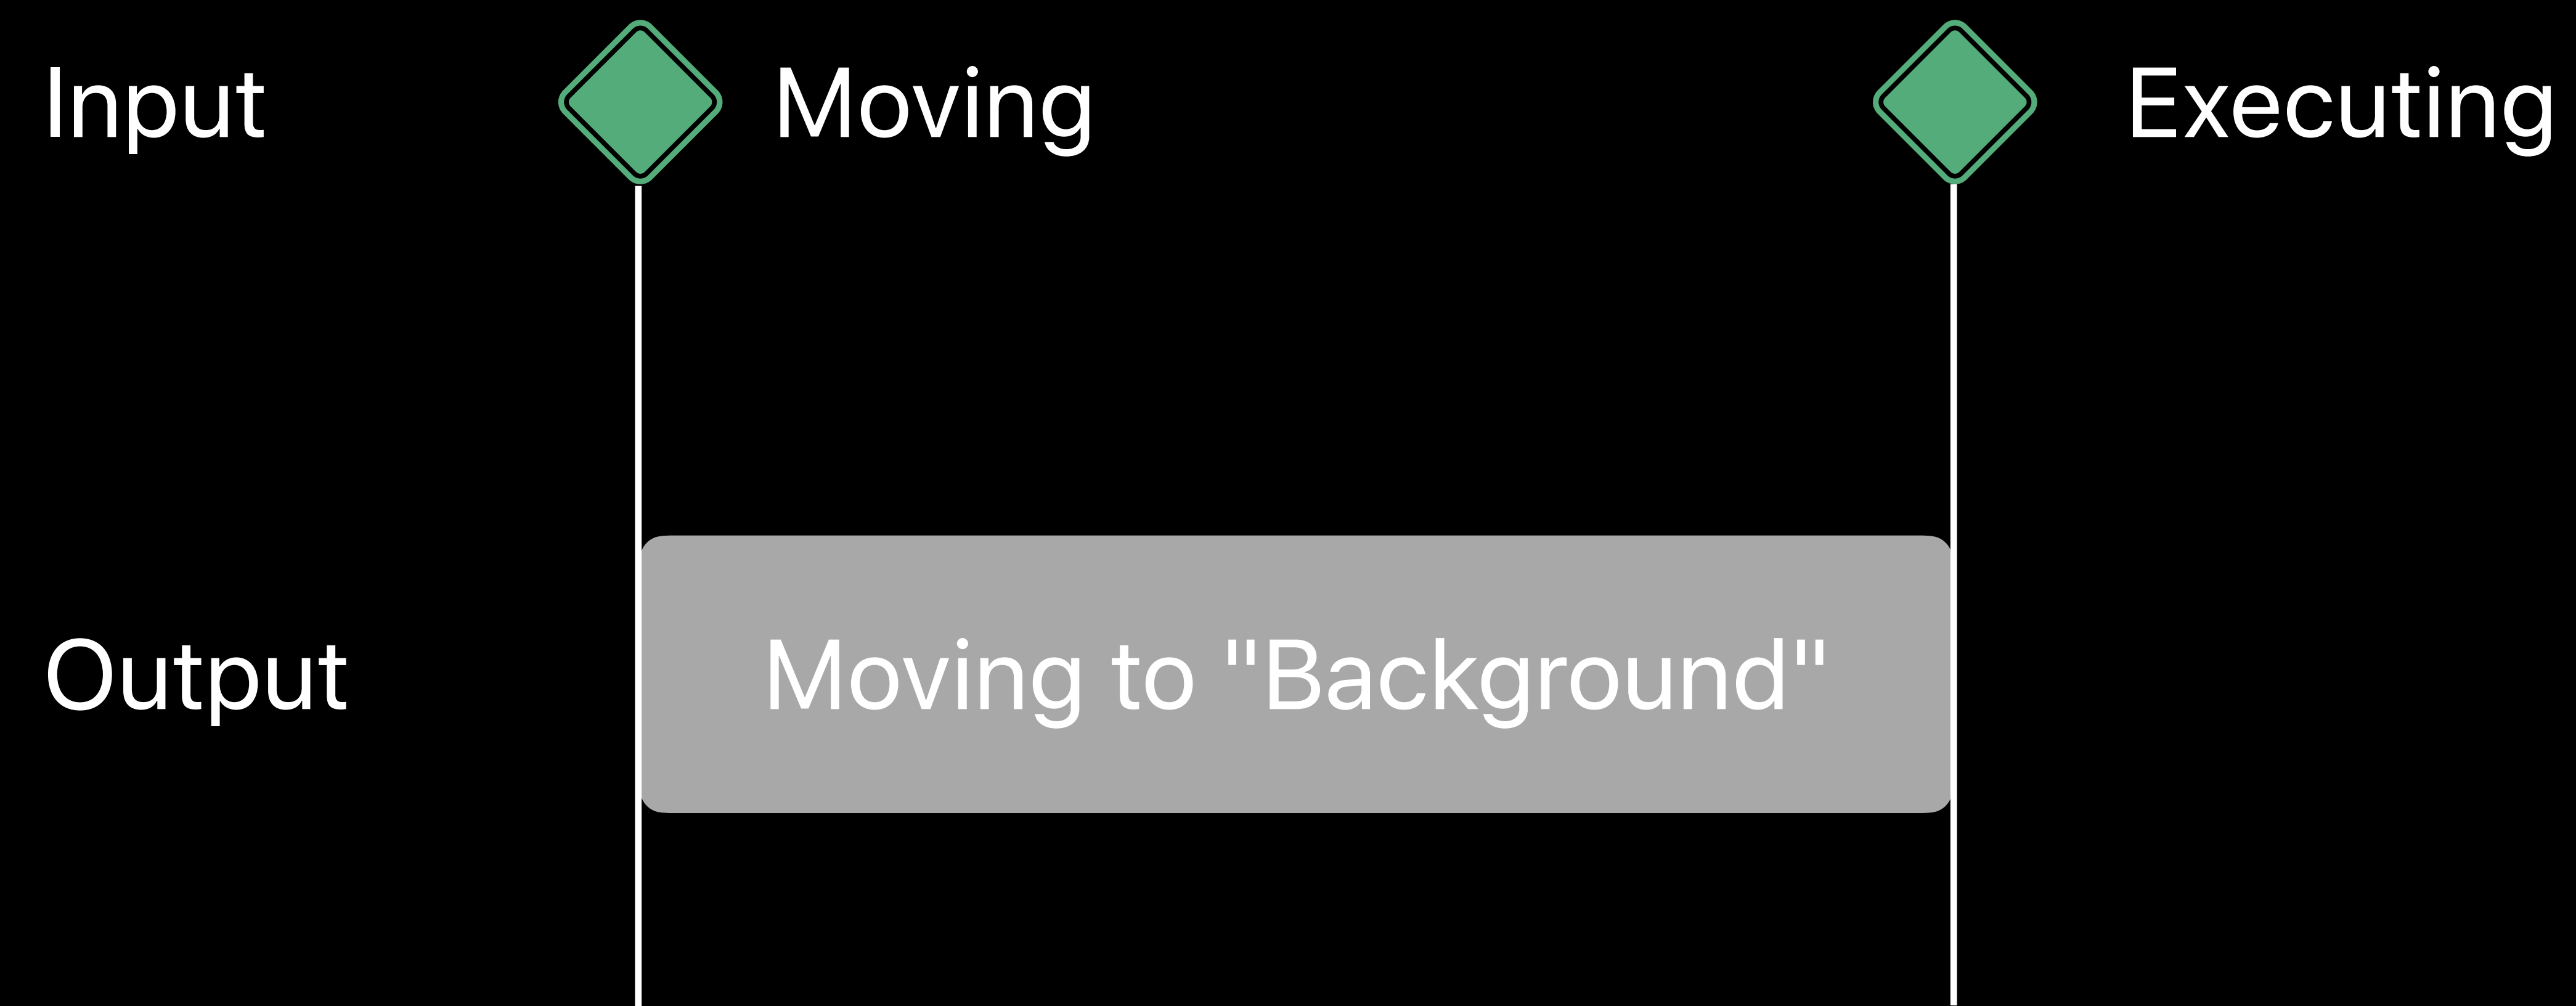 Input
Moving
Executing
Output
Moving to "Background"